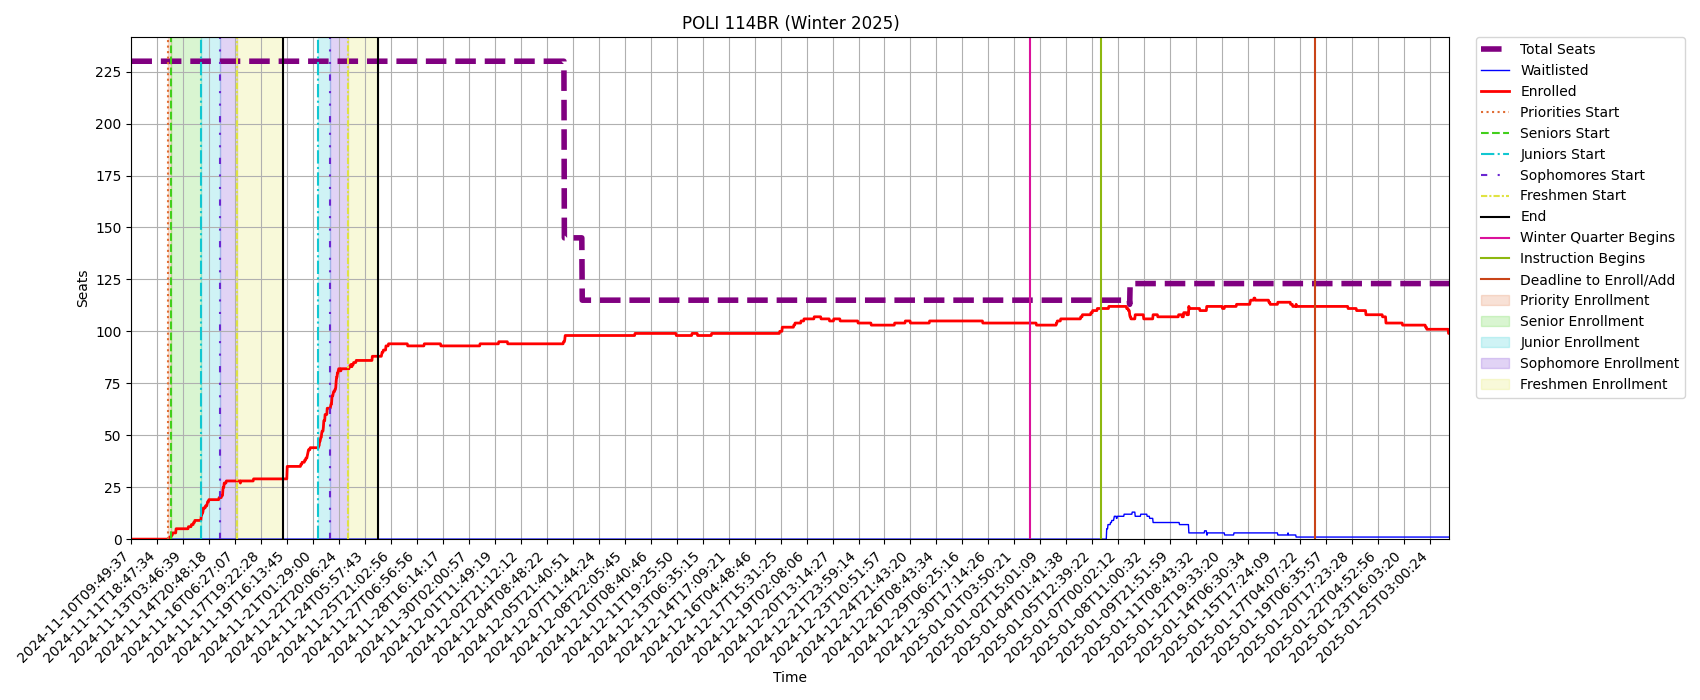 POLI 114BR (Winter 2025)
Seats
225
200
175
150
125
100
75
50
25
0
2024-11-10T09:49:37
2024-11-11T18:47:34
2024-11-13T03:46:39
2024-11-14T20:48:18
2024-11-16T06:27:07
2024-11-17T19:22:28
2024-11-19T16:13:45
2024-11-21T01:29:00
2024-11-22T20:06:24
2024-11-24T05:57:43
2024-11-25T21:02:56
2024-11-27T06:56:56
2024-11-28T16:14:17
2024-11-30T02:00:57
2024-12-01T11:49:19
2024-12-02T21:12:12
2024-12-04T08:48:22
2024-12-05T21:40:51
2024-12-07T11:44:24
2024-12-08T22:05:45
2024-12-10T08:40:46
2024-12-11T19:25:50
2024-12-13T06:35:15
2024-12-14T17:09:21
2024-12-16T04:48:46
2024-12-17T15:31:25
2024-12-19T02:08:06
2024-12-20T13:14:27
2024-12-21T23:59:14
2024-12-23T10:51:57
2024-12-24T21:43:20
2024-12-26T08:43:34
2024-12-29T06:25:16
2024-12-30T17:14:26
2025-01-01T03:50:21
2025-01-02T15:01:09
2025-01-04T01:41:38
2025-01-05T12:39:22
2025-01-07T00:02:12
2025-01-08T11:00:32
2025-01-09T21:51:59
2025-01-11T08:43:32
2025-01-12T19:33:20
2025-01-14T06:30:34
2025-01-15T17:24:09
2025-01-17T04:07:22
2025-01-19T06:35:57
2025-01-20T17:23:28
2025-01-22T04:52:56
2025-01-23T16:03:20
2025-01-25T03:00:24
Time
Total Seats
Waitlisted
Enrolled
Priorities Start
Seniors Start
Juniors Start
Sophomores Start
Freshmen Start
End
Winter Quarter Begins
Instruction Begins
Deadline to Enroll/Add
Priority Enrollment
Senior Enrollment
Junior Enrollment
Sophomore Enrollment
Freshmen Enrollment